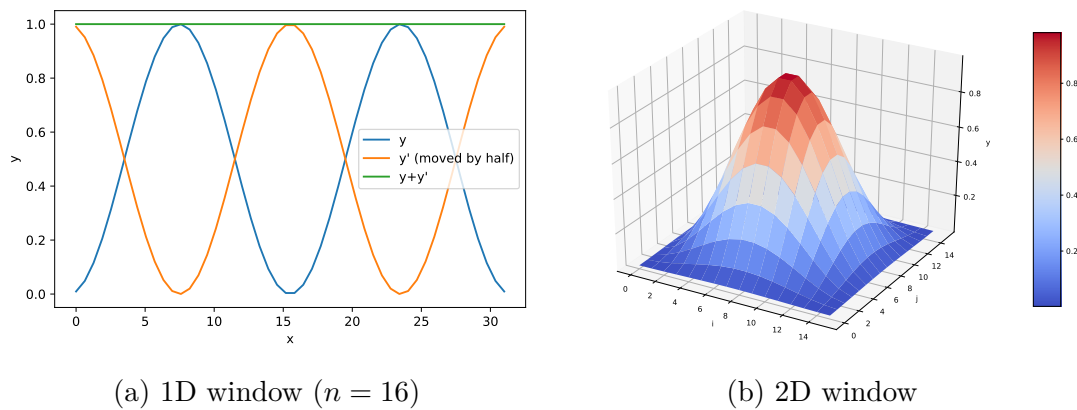 1.0
0.8
0.6
0.4
0.2
0.0
y
0 5 10 15 20 25 30
x
y
y' (moved by half)
y+y'
(a) 1D window (n = 16)
0 2 4 6 8 10 12 14
i
0 2 4 6 8 10 12 14
j
0.8
0.6
0.4
0.2
y
0.8
0.6
0.4
0.2
(b) 2D window